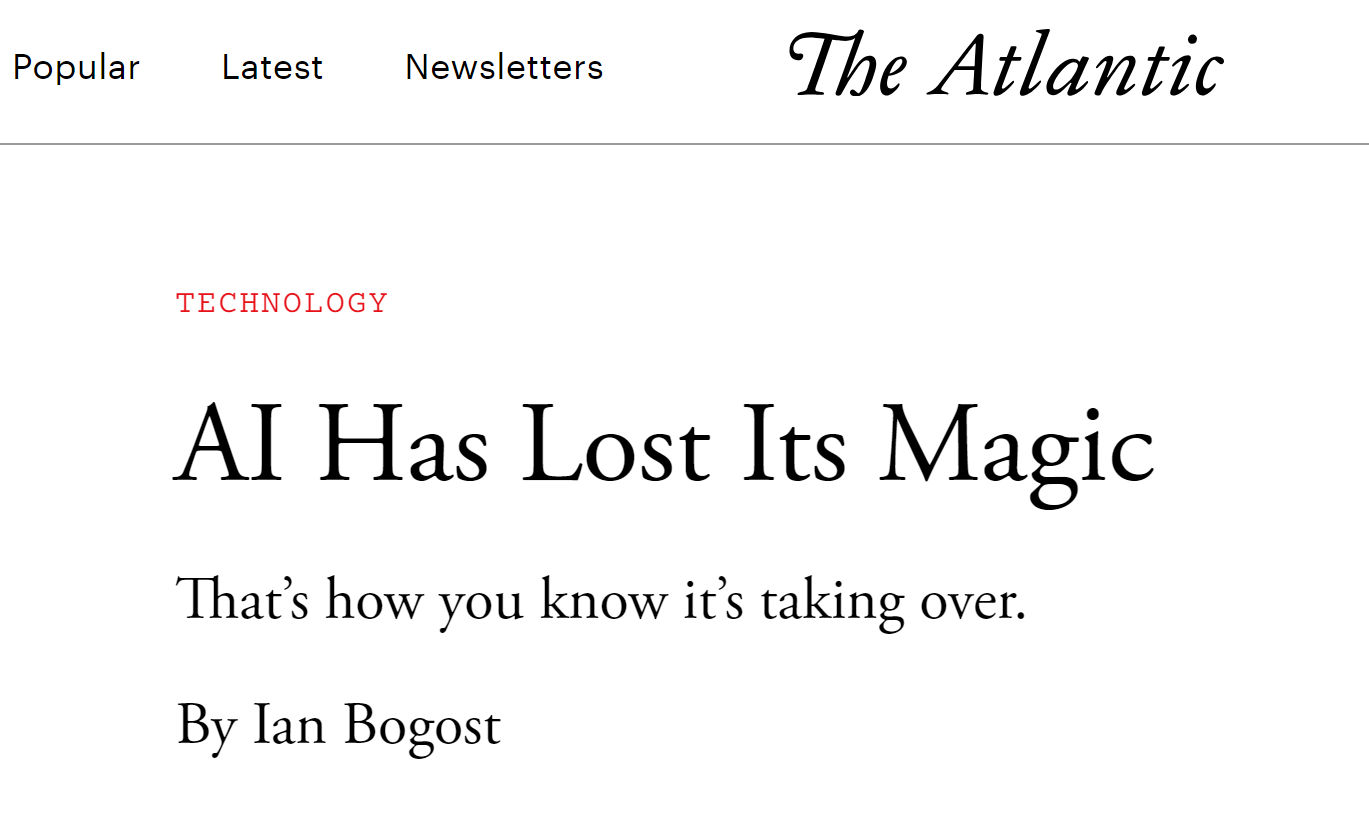 Popular Latest Newsletters The Atlantic
TECHNOLOGY
AI Has Lost Its Magic
That’s how you know it’s taking over.
By Ian Bogost